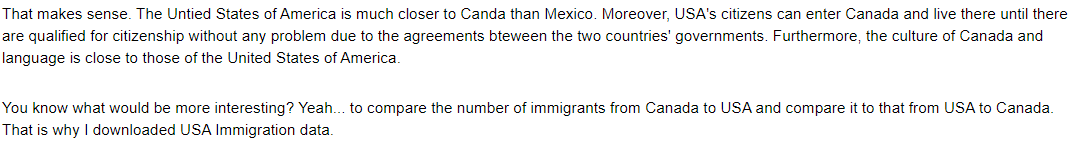 That makes sense. The Untied States of America is much closer to Canda than Mexico. Moreover, USA's citizens can enter Canada and live there until there
are qualified for citizenship without any problem due to the agreements bteween the two countries' governments. Furthermore, the culture of Canada and
language is close to those of the United States of America.
You know what would be more interesting? Yeah... to compare the number of immigrants from Canada to USA and compare it to that from USA to Canada.
That is why I downloaded USA Immigration data.